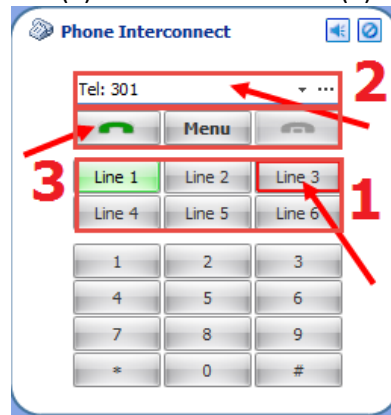 Phone Interconnect
Tel: 301 ...
2
Menu
3
Line 1 Line 2 Line 3
1
Line 4 Line 5 Line 6
1 2 3
4 5 6
7 8 9
* 0 #